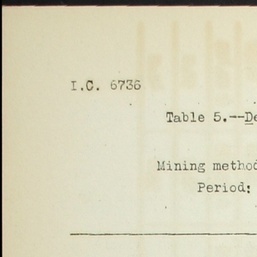 I.C. 6736
Table 5.--De
Mining method
Period: